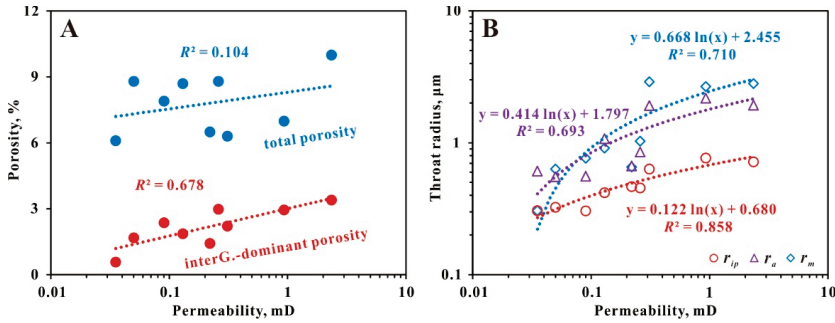 A
R² = 0.104
total porosity
R² = 0.678
interG.-dominant porosity
Porosity, %
12
9
6
3
0
0.01
0.1
1
10
Permeability, mD
B
y = 0.668 ln(x) + 2.455
R² = 0.710
y = 0.414 ln(x) + 1.797
R² = 0.693
y = 0.122 ln(x) + 0.680
R² = 0.858
r_ip r_a r_m
Throat radius, μm
10
1
0.1
0.01
0.1
1
10
Permeability, mD